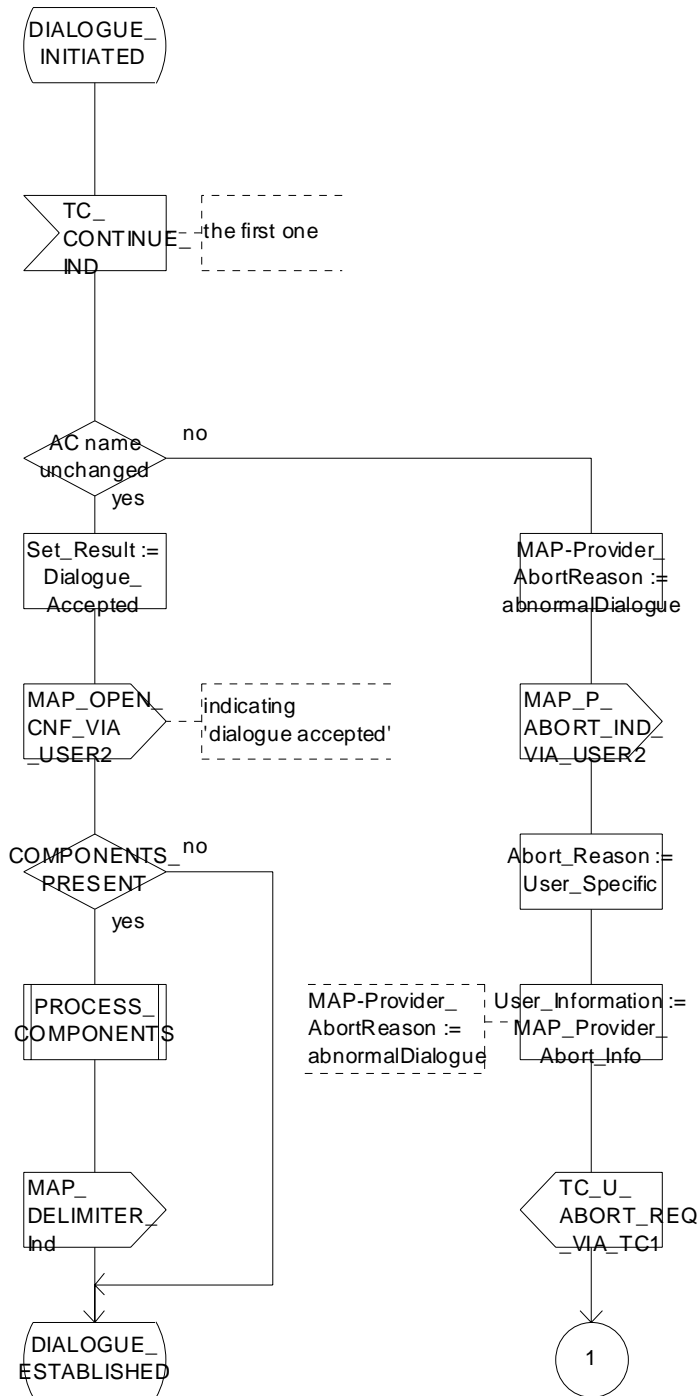 DIALOGUE_
INITIATED
TC_
CONTINUE_
IND
the first one
AC name
unchanged
no
yes
Set_Result :=
Dialogue_
Accepted
MAP-Provider_
AbortReason :=
abnormalDialogue
MAP_OPEN_
CNF_VIA
_USER2
indicating
'dialogue accepted'
MAP_P_
ABORT_IND_
VIA_USER2
COMPONENTS_
PRESENT
no
yes
Abort_Reason :=
User_Specific
PROCESS_
COMPONENTS
MAP-Provider_
AbortReason :=
abnormalDialogue
User_Information :=
MAP_Provider_
Abort_Info
MAP_
DELIMITER_
Ind
TC_U_
ABORT_REQ
_VIA_TC1
DIALOGUE_
ESTABLISHED
1